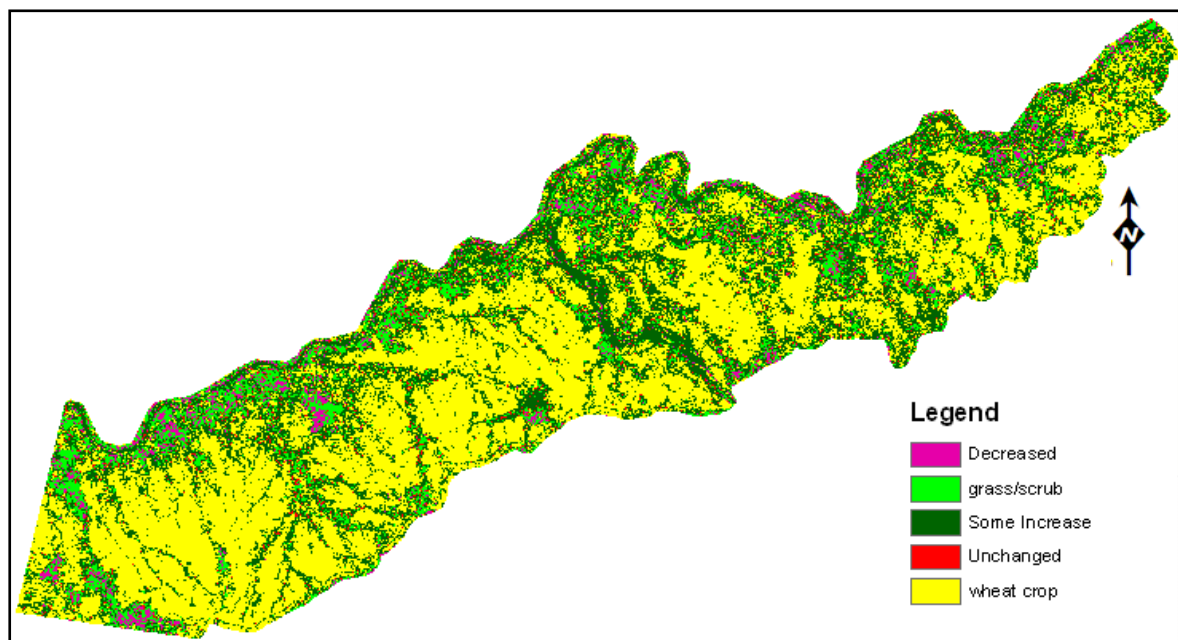 N
Legend
Decreased
grass/scrub
Some Increase
Unchanged
wheat crop